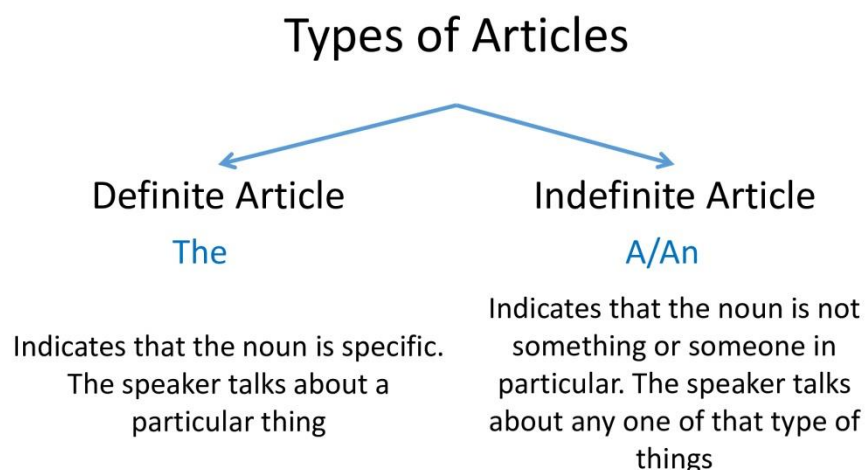 Types of Articles
Definite Article
The
Indicates that the noun is specific.
The speaker talks about a
particular thing
Indefinite Article
A/An
Indicates that the noun is not
something or someone in
particular. The speaker talks
about any one of that type of
things